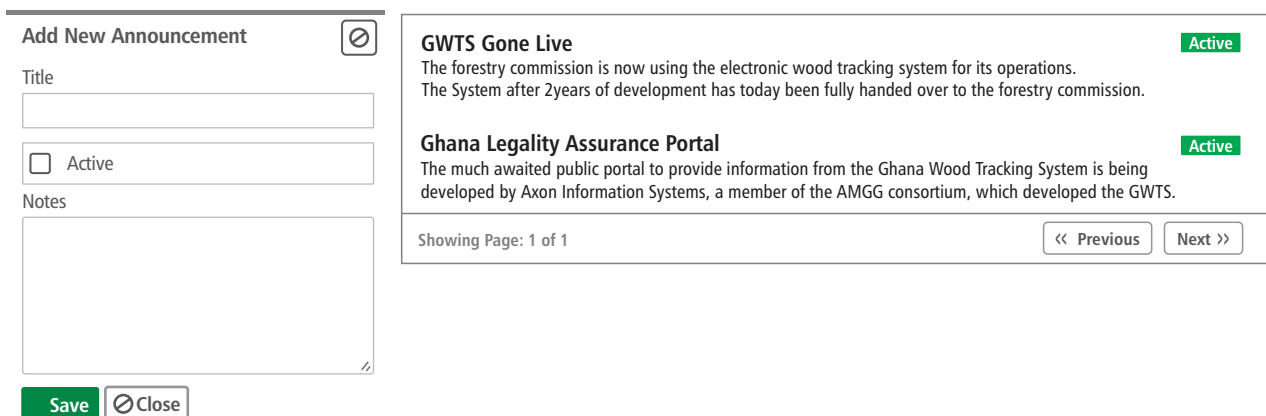 Add New Announcement
Title
Active
Notes
Save
Close
GWTS Gone Live
Active
The forestry commission is now using the electronic wood tracking system for its operations.
The System after 2years of development has today been fully handed over to the forestry commission.
Ghana Legality Assurance Portal
Active
The much awaited public portal to provide information from the Ghana Wood Tracking System is being
developed by Axon Information Systems, a member of the AMGG consortium, which developed the GWTS.
Showing Page: 1 of 1
<< Previous
Next >>